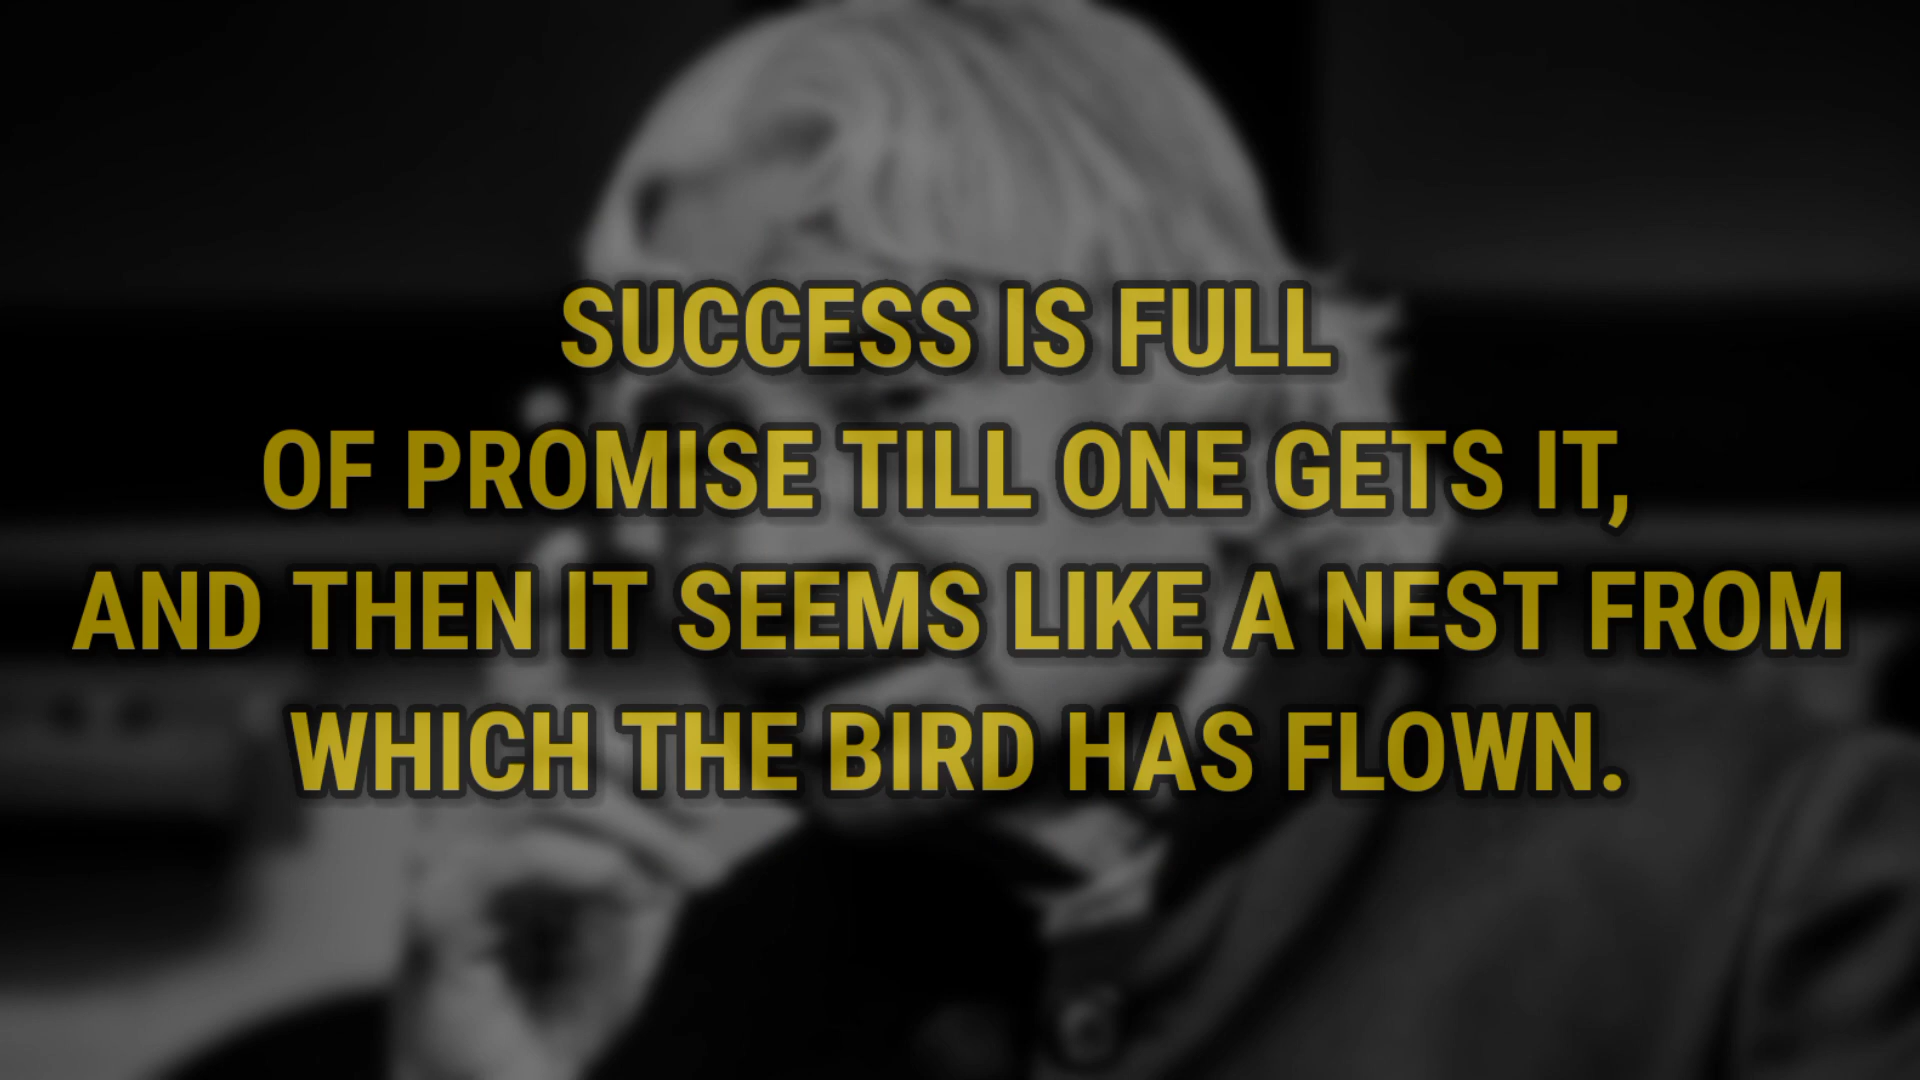 SUCCESS IS FULL
OF PROMISE TILL ONE GETS IT,
AND THEN IT SEEMS LIKE A NEST FROM
WHICH THE BIRD HAS FLOWN.